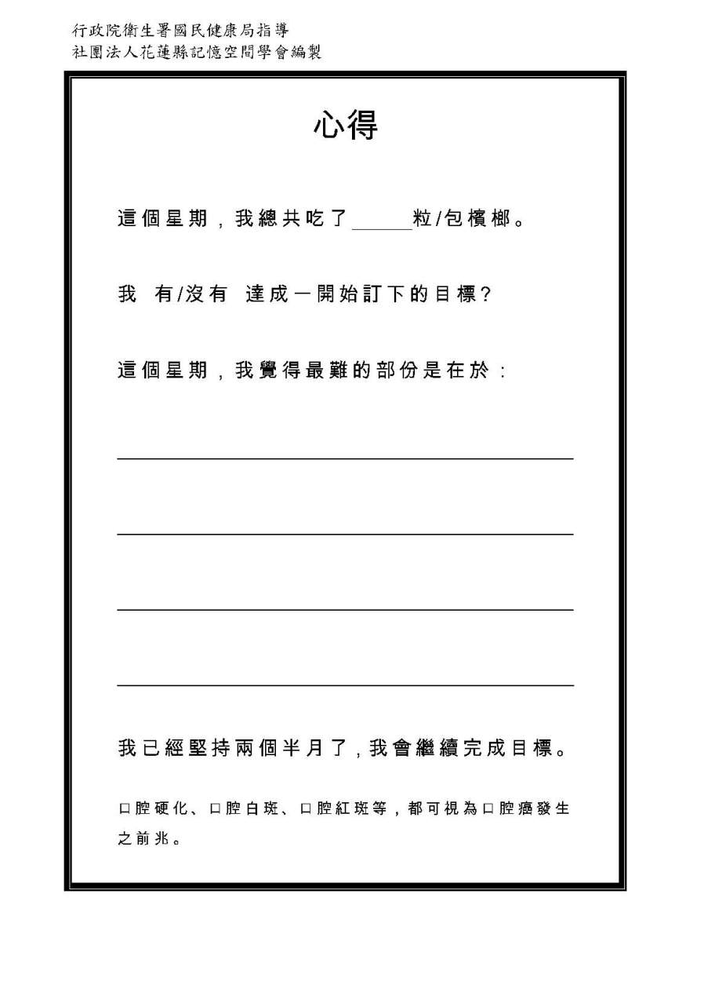 行政院衛生署國民健康局指導
社團法人花蓮縣記憶空間學會編製
心得
這個星期，我總共吃了______粒/包檳榔。
我 有/沒有 達成一開始訂下的目標？
這個星期，我覺得最難的部份是在於：
我已經堅持兩個半月了，我會繼續完成目標。
口腔硬化、口腔白斑、口腔紅斑等，都可視為口腔癌發生
之前兆。